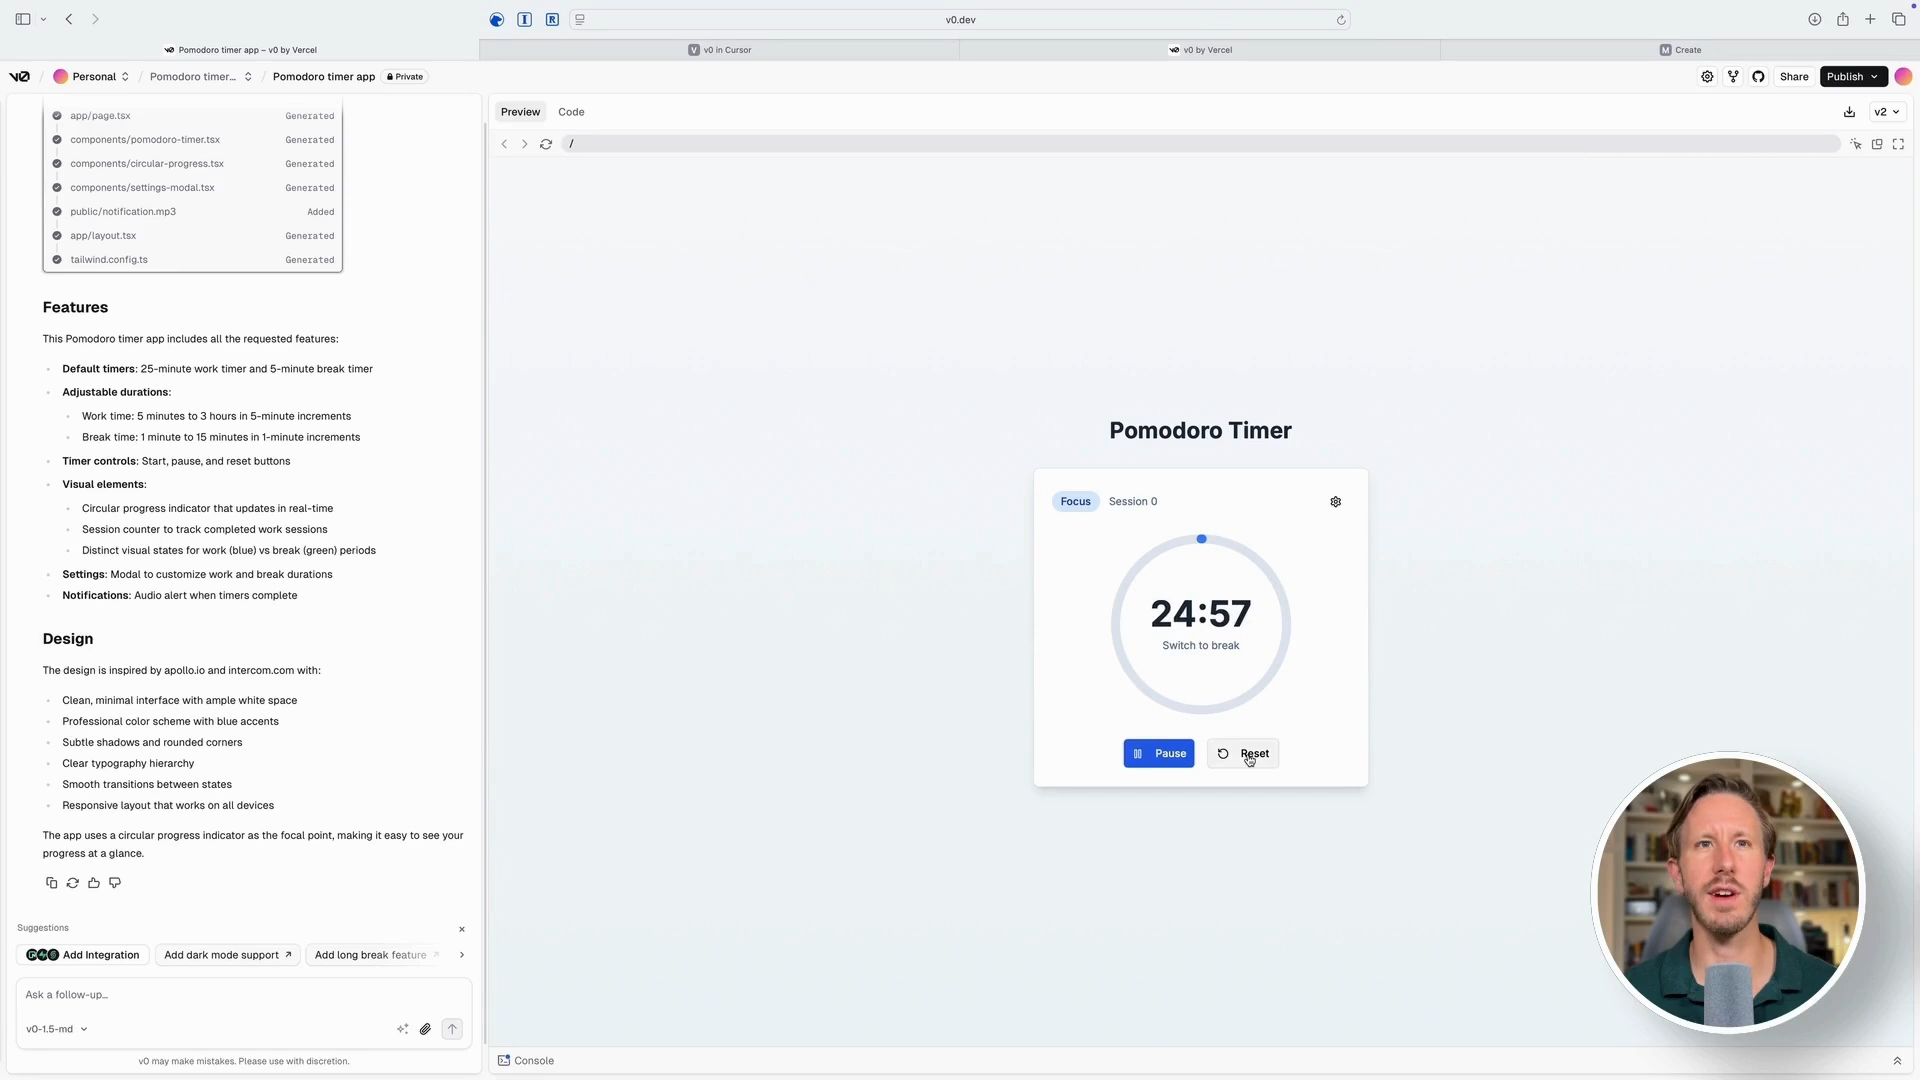 v0.dev
Pomodoro timer app – v0 by Vercel
V v0 in Cursor
v0 by Vercel
M Create
v0 / Personal / Pomodoro timer... / Pomodoro timer app Private
Share
Publish
app/page.tsx Generated
components/pomodoro-timer.tsx Generated
components/circular-progress.tsx Generated
components/settings-modal.tsx Generated
public/notification.mp3 Added
app/layout.tsx Generated
tailwind.config.ts Generated
Features
This Pomodoro timer app includes all the requested features:
Default timers: 25-minute work timer and 5-minute break timer
Adjustable durations:
Work time: 5 minutes to 3 hours in 5-minute increments
Break time: 1 minute to 15 minutes in 1-minute increments
Timer controls: Start, pause, and reset buttons
Visual elements:
Circular progress indicator that updates in real-time
Session counter to track completed work sessions
Distinct visual states for work (blue) vs break (green) periods
Settings: Modal to customize work and break durations
Notifications: Audio alert when timers complete
Design
The design is inspired by apollo.io and intercom.com with:
Clean, minimal interface with ample white space
Professional color scheme with blue accents
Subtle shadows and rounded corners
Clear typography hierarchy
Smooth transitions between states
Responsive layout that works on all devices
The app uses a circular progress indicator as the focal point, making it easy to see your
progress at a glance.
Suggestions
Add Integration
Add dark mode support
Add long break feature
Ask a follow-up...
v0-1.5-md
v0 may make mistakes. Please use with discretion.
Preview
Code
v2
/
Pomodoro Timer
Focus
Session 0
24:57
Switch to break
Pause
Reset
Console